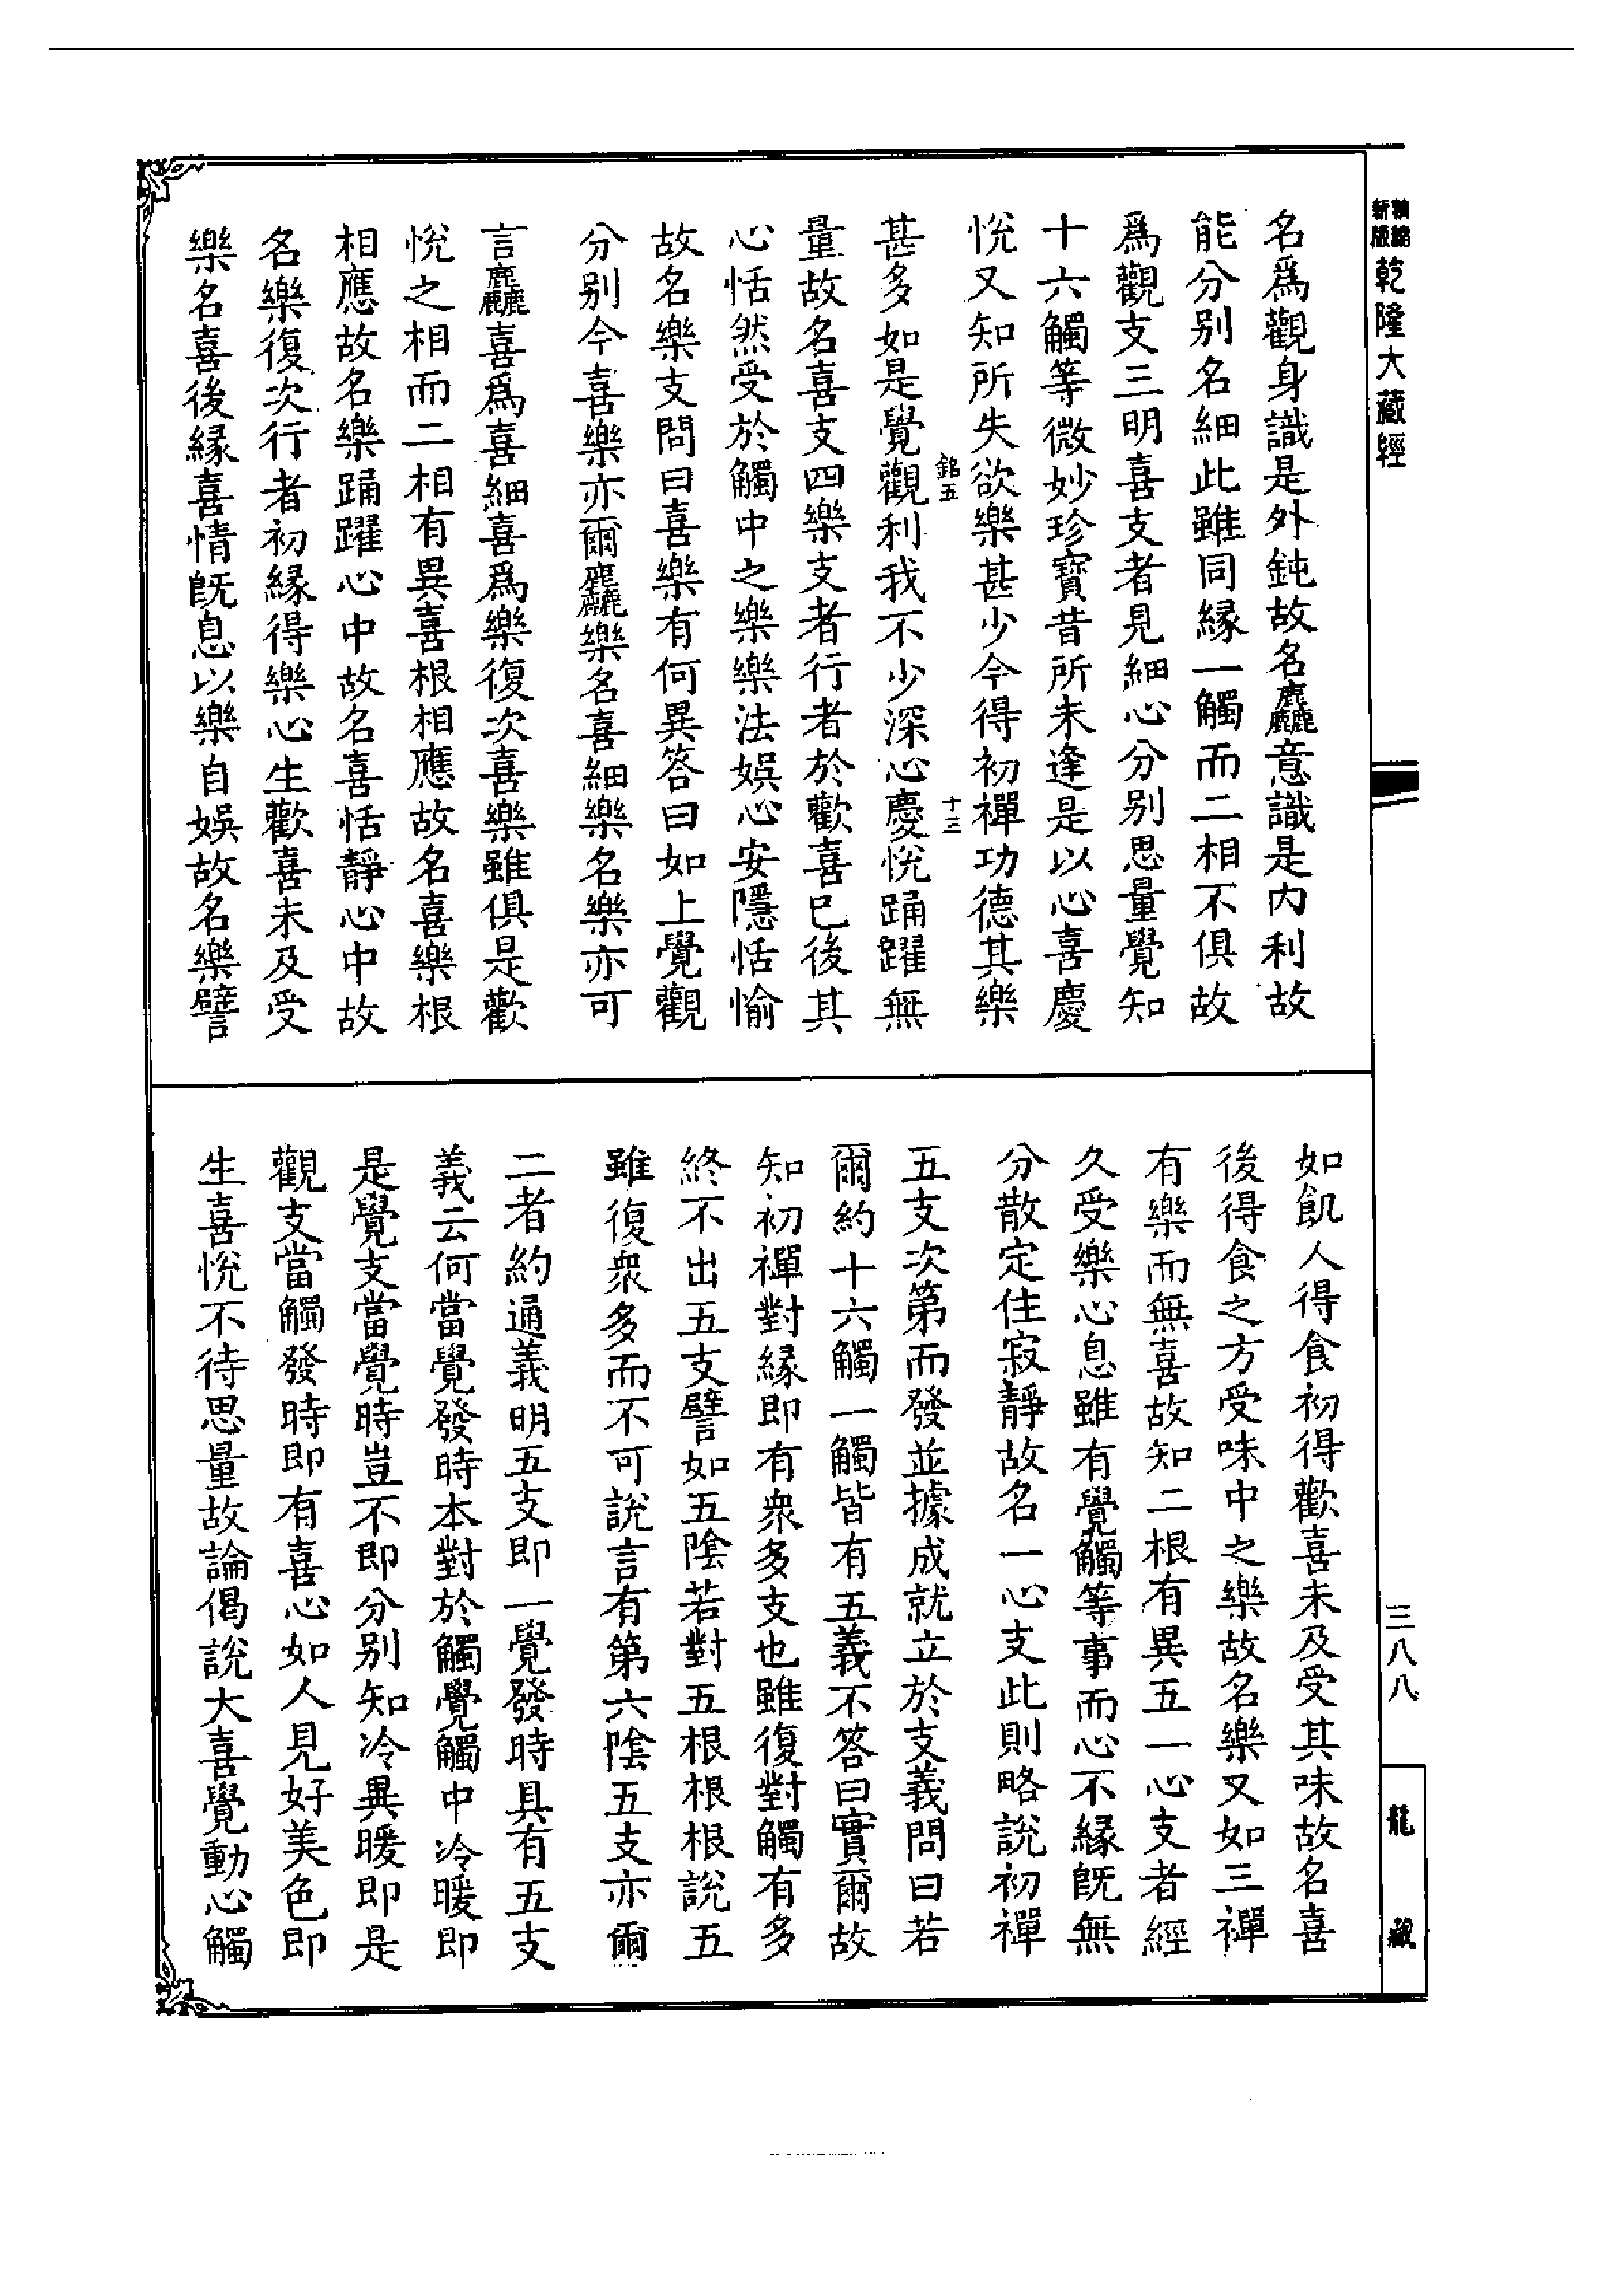 新版精縮乾隆大藏經
名爲觀身識是外鈍故名麤意識是內利故
能分別名細此雖同緣一觸而二相不俱故
爲觀支三明喜支者見細心分別思量覺知
十六觸等微妙珍寶昔所未逢是以心喜慶
悅又知所失欲樂甚少今得初禪功德其樂
銘五
十三
甚多如是覺觀利我不少深心慶悅踊躍無
量故名喜支四樂支者行者於歡喜已後其
心恬然受於觸中之樂樂法娛心安隱恬愉
故名樂支問曰喜樂有何異答曰如上覺觀
分別今喜樂亦爾麤樂名喜細樂名樂亦可
言麤喜爲喜細喜爲樂復次喜樂雖俱是歡
悅之相而二相有異喜根相應故名喜樂根
相應故名樂踊躍心中故名喜恬靜心中故
名樂復次行者初緣得樂心生歡喜未及受
樂名喜後緣喜情旣息以樂自娛故名樂譬
如飢人得食初得歡喜未及受其味故名喜
後得食之方受味中之樂故名樂又如三禪
有樂而無喜故知二根有異五一心支者經
久受樂心息雖有覺觸等事而心不緣旣無
分散定住寂靜故名一心支此則略說初禪
五支次第而發並據成就立於支義問曰若
爾約十六觸一觸皆有五義不答曰實爾故
知初禪對緣即有衆多支也雖復對觸有多
終不出五支譬如五陰若對五根根根說五
雖復衆多而不可說言有第六陰五支亦爾
二者約通義明五支即一覺發時具有五支
義云何當覺發時本對於觸覺觸中冷暖即
是覺支當覺時豈不即分別知冷異暖即是
觀支當觸發時即有喜心如人見好美色即
生喜悅不待思量故論偈說大喜覺動心觸
三八八
龍藏